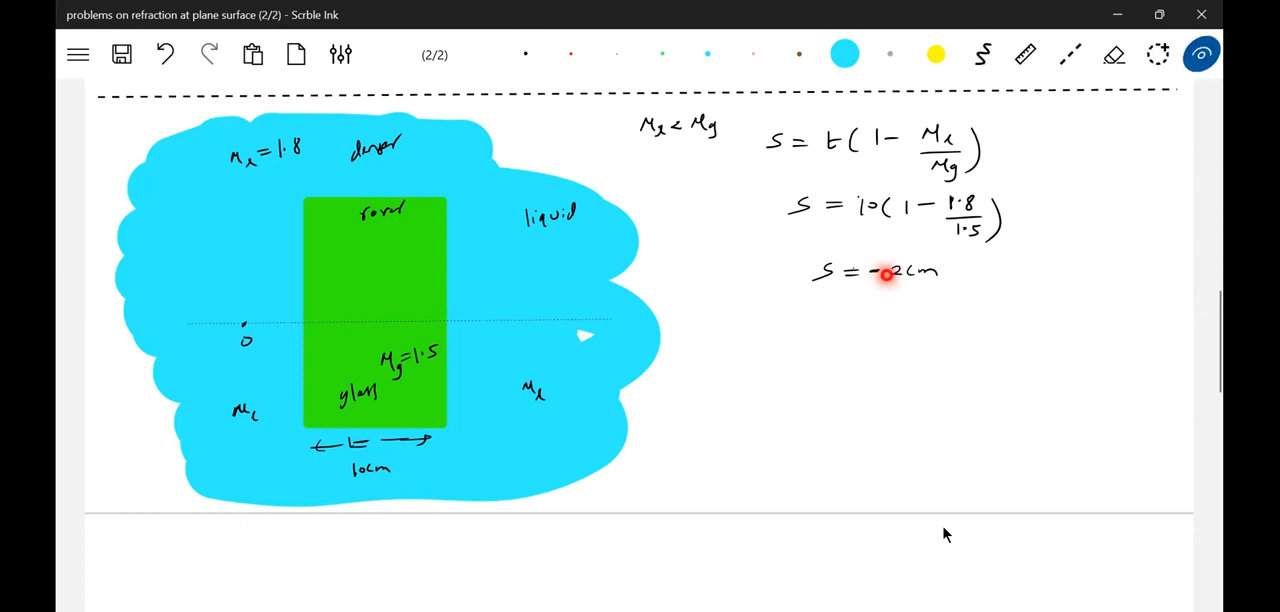 problems on refraction at plane surface (2/2) - Scrble Ink
(2/2)
μℓ < μg
S = t(1 - μℓ/μg)
μℓ = 1.8 denser
S = 10(1 - 1.8/1.5)
liquid
S = -2cm
O
μg = 1.5
glass
μℓ
μℓ
t
10cm